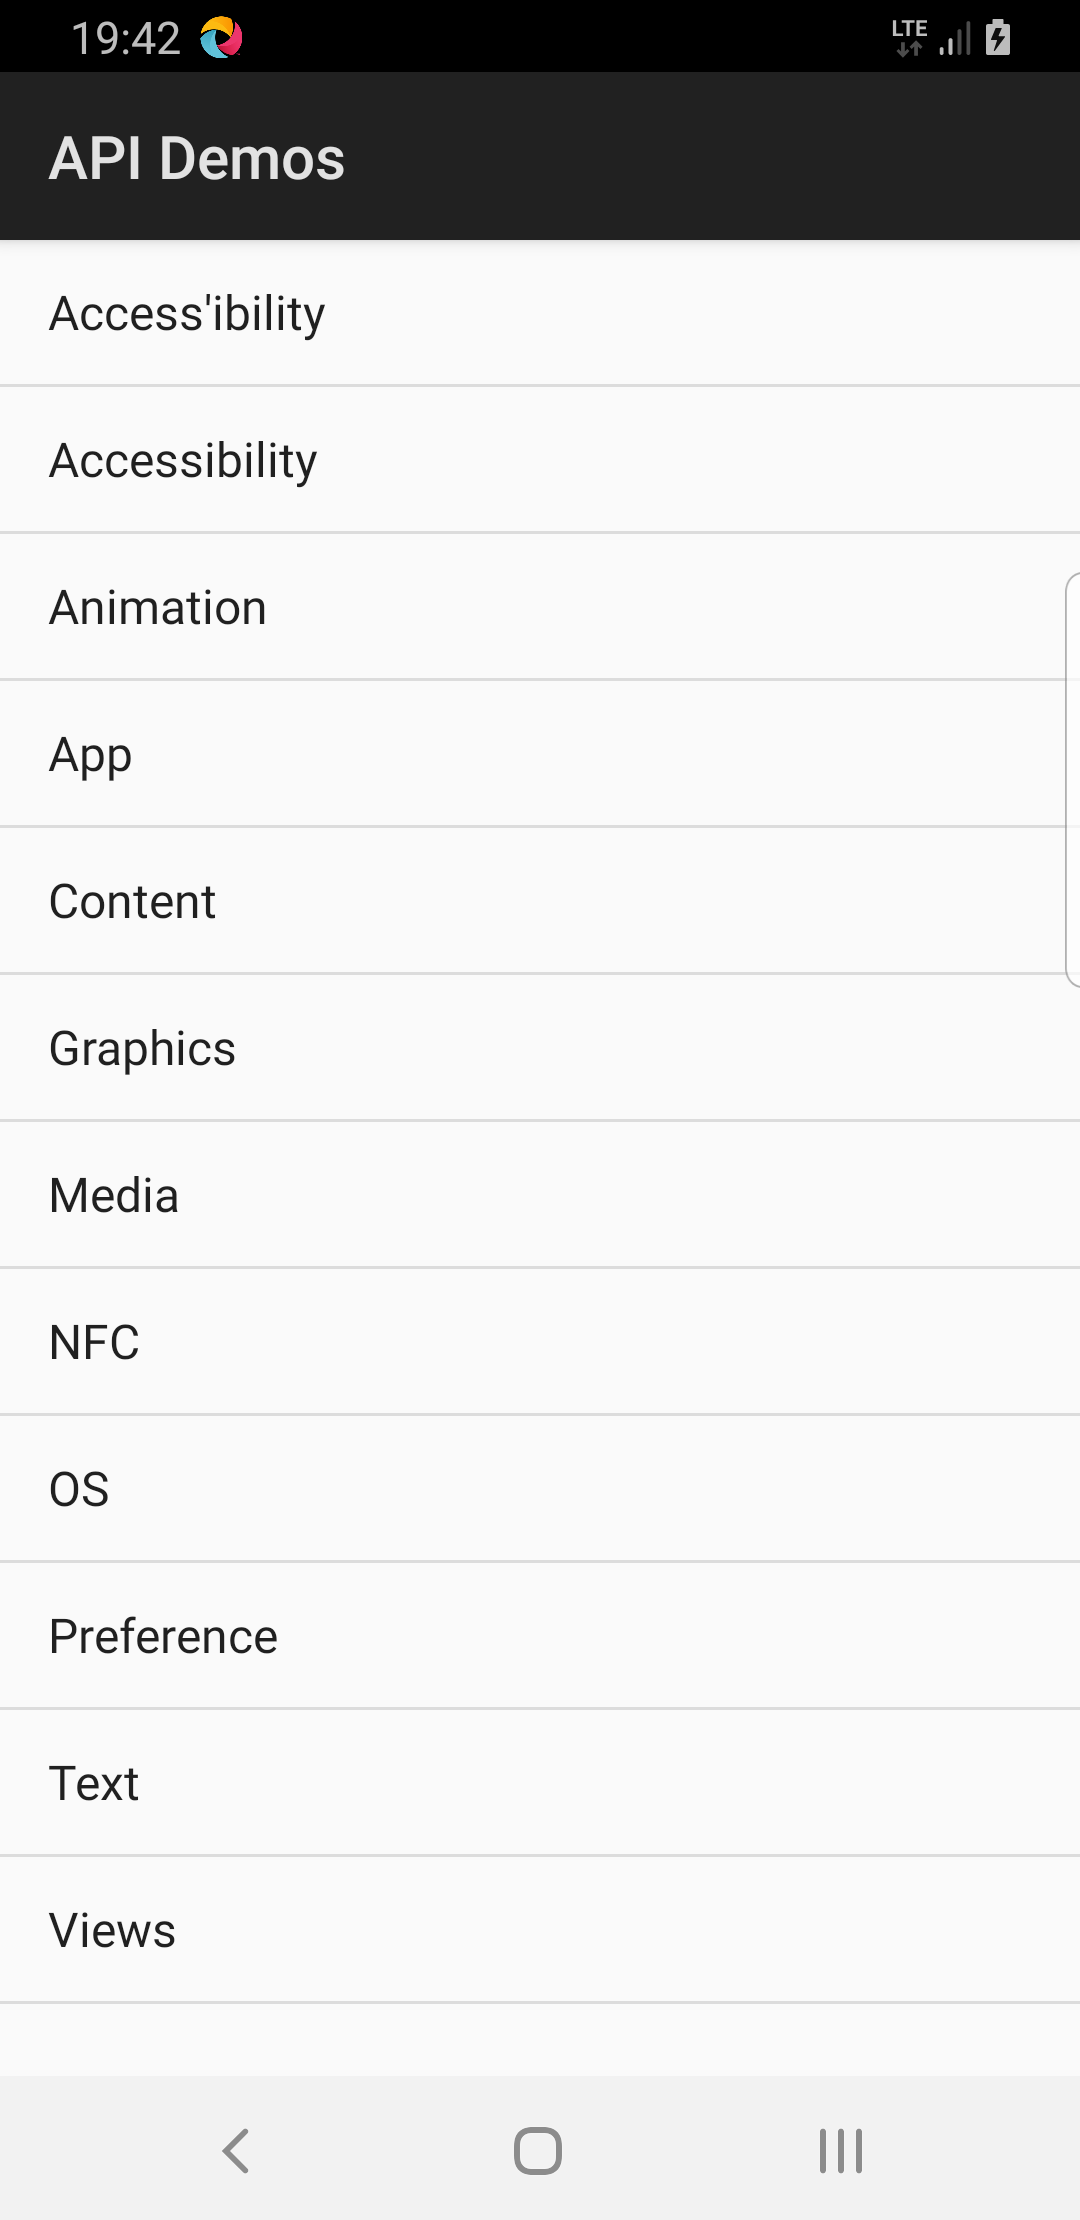 19:42
LTE
API Demos
Access'ibility
Accessibility
Animation
App
Content
Graphics
Media
NFC
OS
Preference
Text
Views